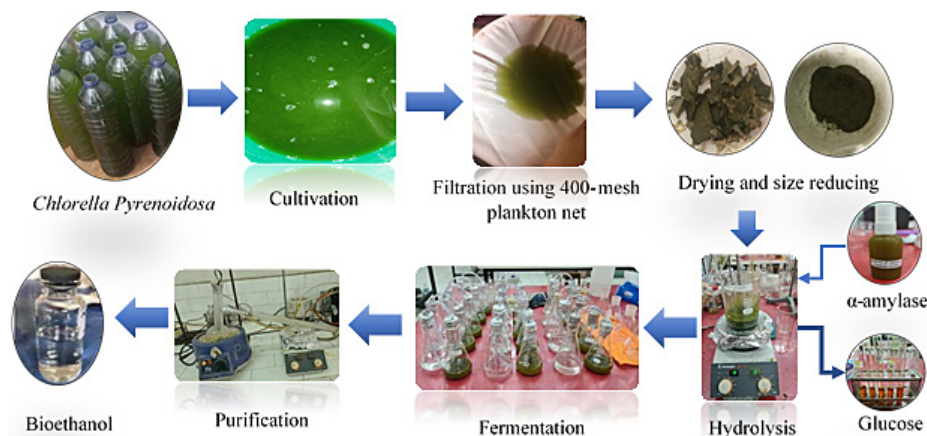 Chlorella Pyrenoidosa
Cultivation
Filtration using 400-mesh
plankton net
Drying and size reducing
α-amylase
Bioethanol
Purification
Fermentation
Hydrolysis
Glucose